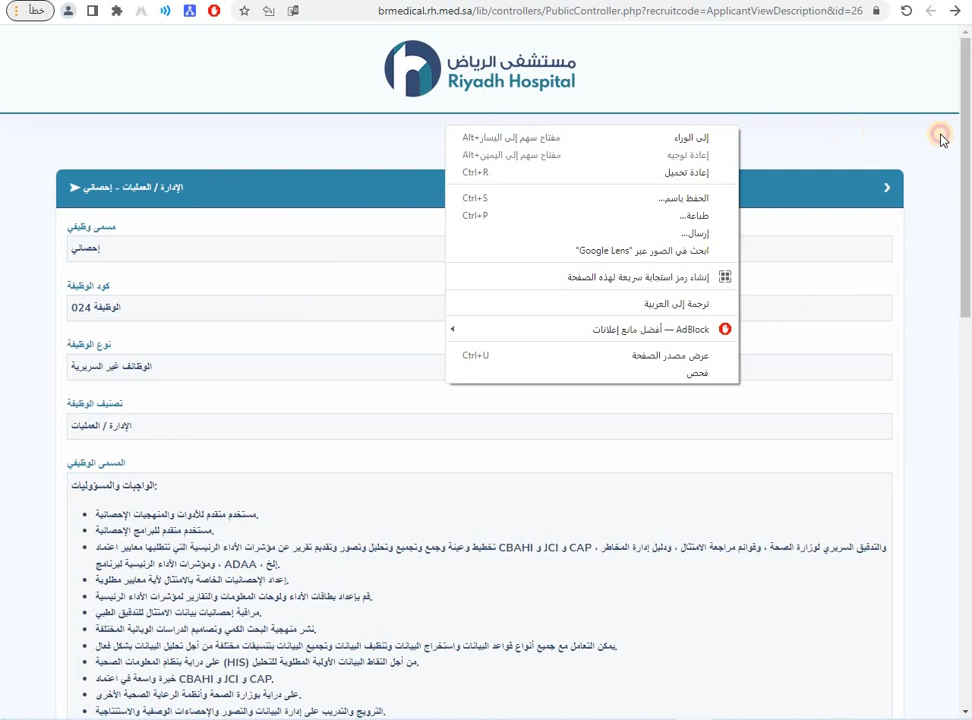 خطأ
brmedical.rh.med.sa/lib/controllers/PublicController.php?recruitcode=ApplicantViewDescription&id=26
مستشفى الرياض
Riyadh Hospital
إلى الوراء Alt+مفتاح سهم إلى اليسار
إعادة توجيه Alt+مفتاح سهم إلى اليمين
إعادة تحميل Ctrl+R
الحفظ باسم... Ctrl+S
طباعة... Ctrl+P
إرسال...
ابحث في الصور عبر "Google Lens"
إنشاء رمز استجابة سريعة لهذه الصفحة
ترجمة إلى العربية
AdBlock — أفضل مانع إعلانات
عرض مصدر الصفحة Ctrl+U
فحص
الإدارة / العمليات - إحصائي
مسمى وظيفي
إحصائي
كود الوظيفة
الوظيفة 024
نوع الوظيفة
الوظائف غير السريرية
تصنيف الوظيفة
الإدارة / العمليات
المسمى الوظيفي
الواجبات والمسؤوليات:
مستخدم متقدم للأدوات والمنهجيات الإحصائية.
مستخدم متقدم للبرامج الإحصائية.
والتدقيق السريري لوزارة الصحة ، وقوائم مراجعة الامتثال ، ودليل إدارة المخاطر ، CAP و JCI و CBAHI تخطيط وعينة وجمع وتجميع وتحليل وتصور وتقديم تقرير عن مؤشرات الأداء الرئيسية التي تتطلبها معايير اعتماد
إلخ ، ADAA ، ومؤشرات الأداء الرئيسية لبرنامج.
إعداد الإحصائيات الخاصة بالامتثال لأية معايير مطلوبة.
قم بإعداد بطاقات الأداء ولوحات المعلومات والتقارير لمؤشرات الأداء الرئيسية.
مراقبة إحصائيات بيانات الامتثال للتدقيق الطبي.
نشر منهجية البحث الكمي وتصاميم الدراسات الوبائية المختلفة.
يمكن التعامل مع جميع أنواع قواعد البيانات واستخراج البيانات وتنظيف البيانات وتجميع البيانات بتنسيقات مختلفة من أجل تحليل البيانات بشكل فعال.
من أجل التقاط البيانات الأولية المطلوبة للتحليل (HIS) على دراية بنظام المعلومات الصحية.
CAP و JCI و CBAHI خبرة واسعة في اعتماد.
على دراية بوزارة الصحة وأنظمة الرعاية الصحية الأخرى.
الترويج والتدريب على إدارة البيانات والتصور والإحصاءات الوصفية والاستنتاجية.